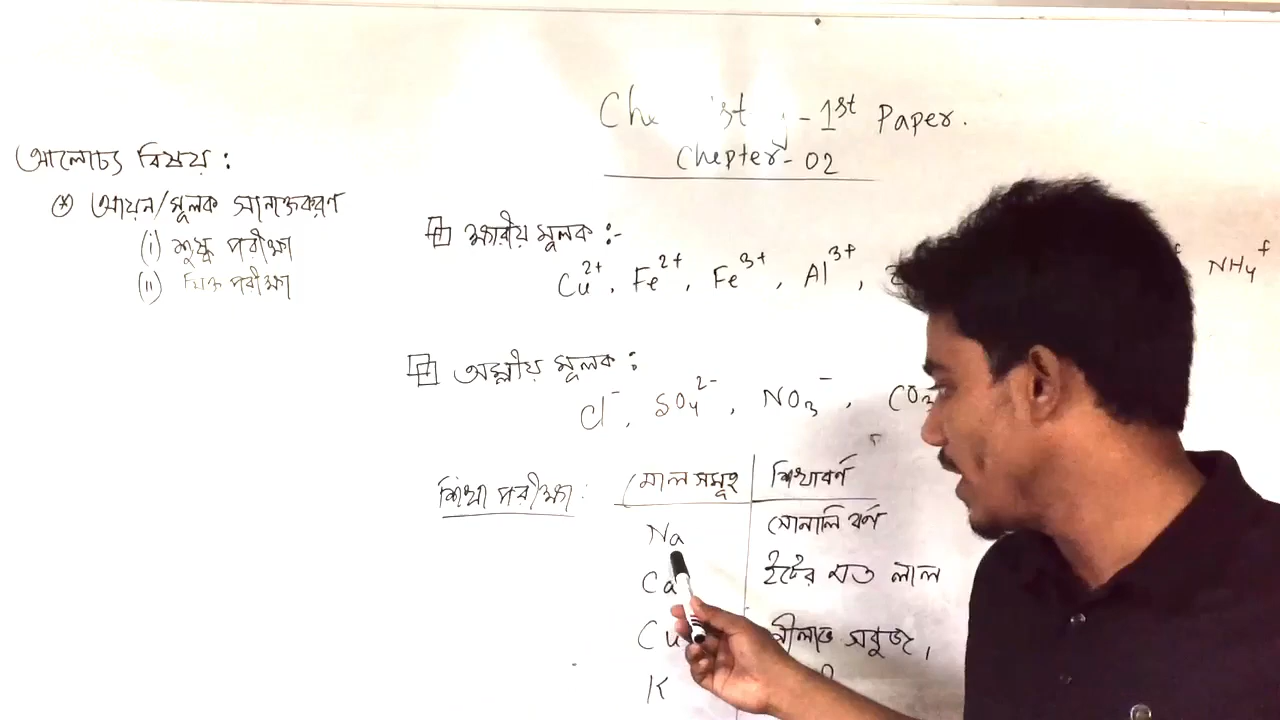 Chemistry - 1st Paper.
Chepter - 02
আলোচ্য বিষয় :
আয়ন/মূলক সনাক্তকরণ
(i) শুষ্ক পরীক্ষা
(ii) সিক্ত পরীক্ষা
ক্ষারীয় মূলক :-
Cu²⁺, Fe²⁺, Fe³⁺, Al³⁺, NH₄⁺
অম্লীয় মূলক :
Cl⁻, SO₄²⁻, NO₃⁻, CO₃
শিখা পরীক্ষা :
মৌল সমূহ শিখাবর্ণ
Na সোনালি বর্ণ
Ca ইটের মত লাল
Cu নীলাভ সবুজ,
K